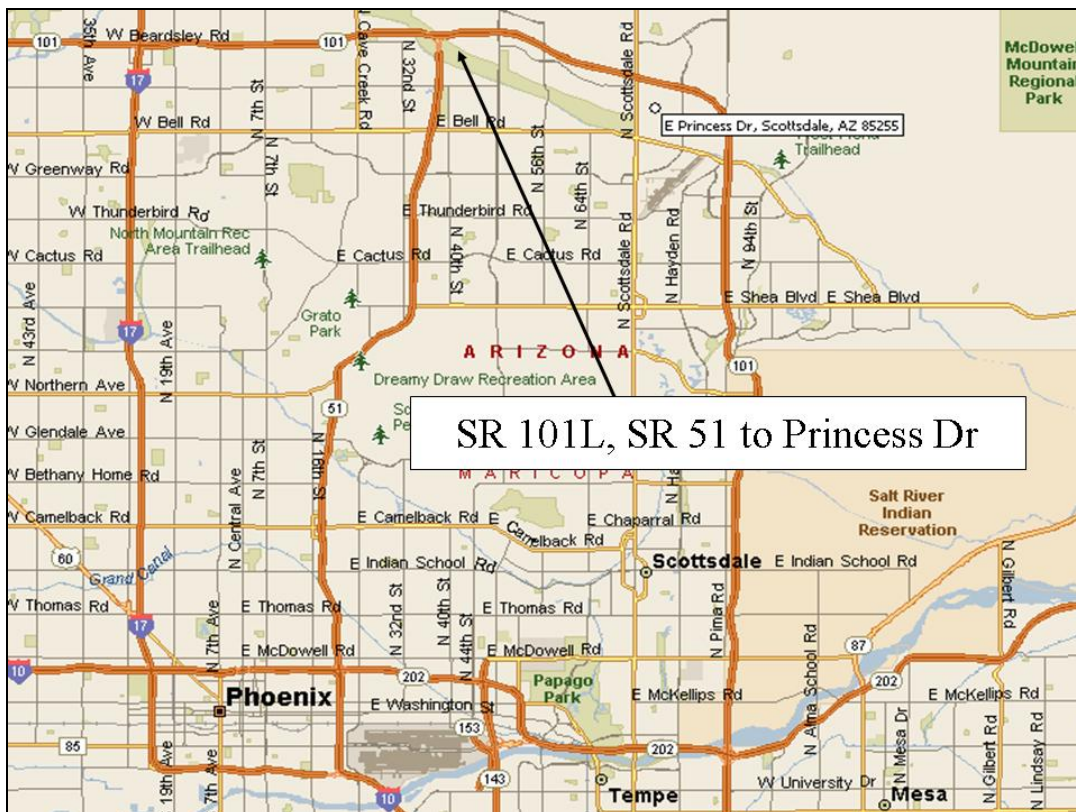 101
W Beardsley Rd
101
35th Ave
17
N 7th St
N Cave Creek Rd
N 32nd St
N Scottsdale Rd
McDowell
Mountain
Regional
Park
W Bell Rd
E Bell Rd
E Princess Dr, Scottsdale, AZ 85255
Trailhead
W Greenway Rd
N 7th St
N 56th St
N 64th St
W Thunderbird Rd
E Thunderbird Rd
North Mountain Rec
Area Trailhead
N 40th St
N Scottsdale Rd
N Hayden Rd
N 94th St
W Cactus Rd
E Cactus Rd
E Cactus Rd
N 43rd Ave
17
N 19th Ave
Grato
Park
E Shea Blvd
E Shea Blvd
ARIZONA
101
W Northern Ave
Dreamy Draw Recreation Area
51
SR 101L, SR 51 to Princess Dr
W Glendale Ave
N 16th St
W Bethany Home Rd
N 7th St
MARICOPA
N Central Ave
Salt River
Indian
Reservation
W Camelback Rd
E Camelback Rd
E Camelback Rd
E Chaparral Rd
60
Grand Canal
E Indian School Rd
Scottsdale
E Indian School Rd
N Gilbert Rd
W Thomas Rd
17
N 7th Ave
E Thomas Rd
N 32nd St
N 40th St
N 44th St
E Thomas Rd
N Pima Rd
E McDowell Rd
E McDowell Rd
N Alma School Rd
87
10
202
Papago
Park
E McKellips Rd
202
E McKellips Rd
Phoenix
E Washington St
153
85
19th Ave
7th Ave
202
N Mesa Dr
N Gilbert Rd
N Lindsay Rd
143
10
Tempe
W University Dr
Mesa